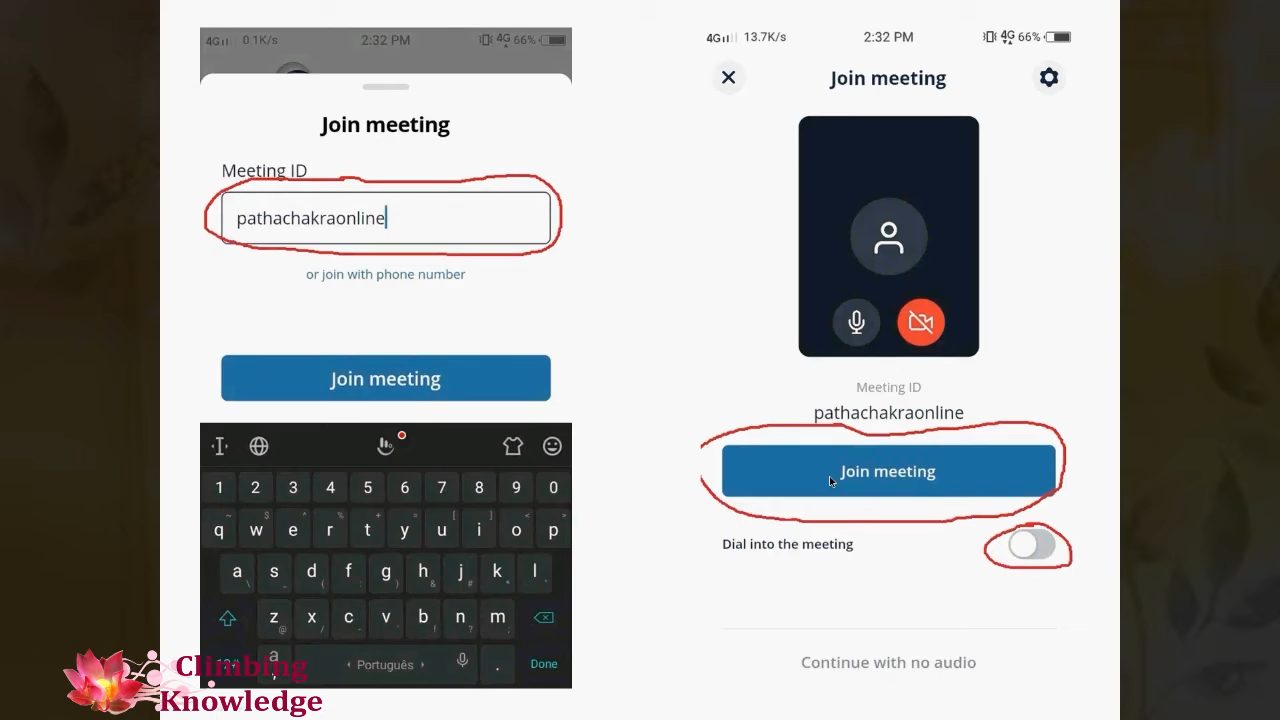 4G 0.1K/s 2:32 PM 4G 66%
Join meeting
Meeting ID
pathachakraonline
or join with phone number
Join meeting
1 2 3 4 5 6 7 8 9 0
q w e r t y u i o p
a s d f g h j k l
z x c v b n m
a , Português . Done
4G 13.7K/s 2:32 PM 4G 66%
Join meeting
Meeting ID
pathachakraonline
Join meeting
Dial into the meeting
Continue with no audio
Climbing
Knowledge